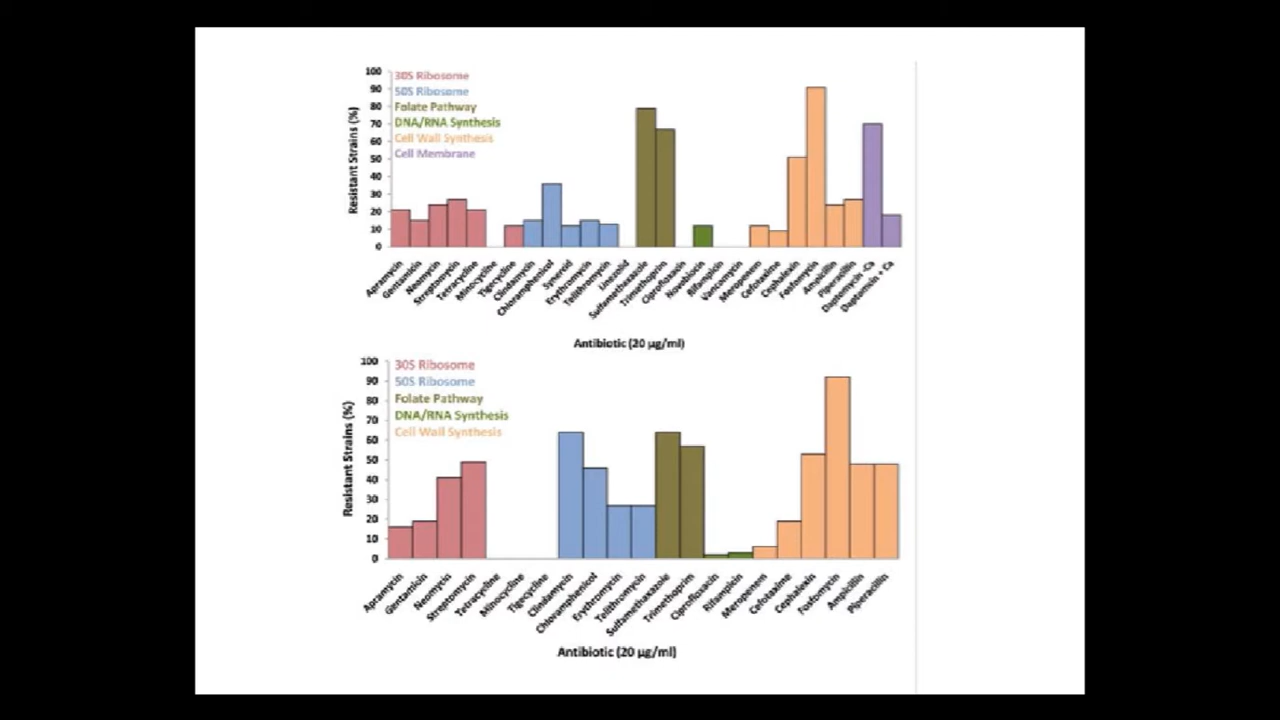 100
90
80
70
60
50
40
30
20
10
0
Resistant Strains (%)
30S Ribosome
50S Ribosome
Folate Pathway
DNA/RNA Synthesis
Cell Wall Synthesis
Cell Membrane
Apramycin
Gentamicin
Neomycin
Streptomycin
Tetracycline
Minocycline
Tigecycline
Clindamycin
Chloramphenicol
Synercid
Erythromycin
Telithromycin
Linezolid
Sulfamethaxazole
Trimethoprim
Ciprofloxacin
Novobiocin
Rifampicin
Vancomycin
Meropenem
Cefotaxime
Cephalexin
Fosfomycin
Ampicillin
Piperacillin
Daptomycin -Ca
Daptomycin + Ca
Antibiotic (20 µg/ml)
100
90
80
70
60
50
40
30
20
10
0
Resistant Strains (%)
30S Ribosome
50S Ribosome
Folate Pathway
DNA/RNA Synthesis
Cell Wall Synthesis
Apramycin
Gentamicin
Neomycin
Streptomycin
Tetracycline
Minocycline
Tigecycline
Clindamycin
Chloramphenicol
Erythromycin
Telithromycin
Sulfamethaxazole
Trimethoprim
Ciprofloxacin
Rifampicin
Meropenem
Cefotaxime
Cephalexin
Fosfomycin
Ampicillin
Piperacillin
Antibiotic (20 µg/ml)